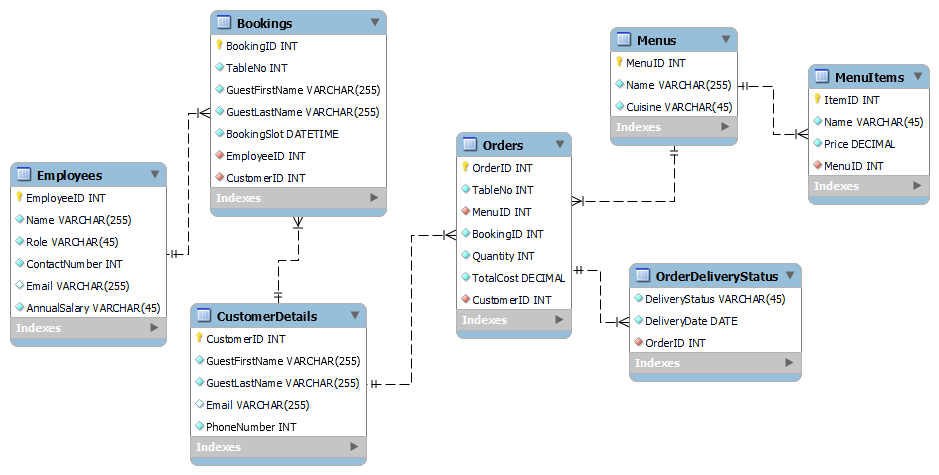 Bookings
BookingID INT
TableNo INT
GuestFirstName VARCHAR(255)
GuestLastName VARCHAR(255)
BookingSlot DATETIME
EmployeeID INT
CustomerID INT
Indexes
Menus
MenuID INT
Name VARCHAR(255)
Cuisine VARCHAR(45)
Indexes
MenuItems
ItemID INT
Name VARCHAR(45)
Price DECIMAL
MenuID INT
Indexes
Employees
EmployeeID INT
Name VARCHAR(255)
Role VARCHAR(45)
ContactNumber INT
Email VARCHAR(255)
AnnualSalary VARCHAR(45)
Indexes
Orders
OrderID INT
TableNo INT
MenuID INT
BookingID INT
Quantity INT
TotalCost DECIMAL
CustomerID INT
Indexes
CustomerDetails
CustomerID INT
GuestFirstName VARCHAR(255)
GuestLastName VARCHAR(255)
Email VARCHAR(255)
PhoneNumber INT
Indexes
OrderDeliveryStatus
DeliveryStatus VARCHAR(45)
DeliveryDate DATE
OrderID INT
Indexes